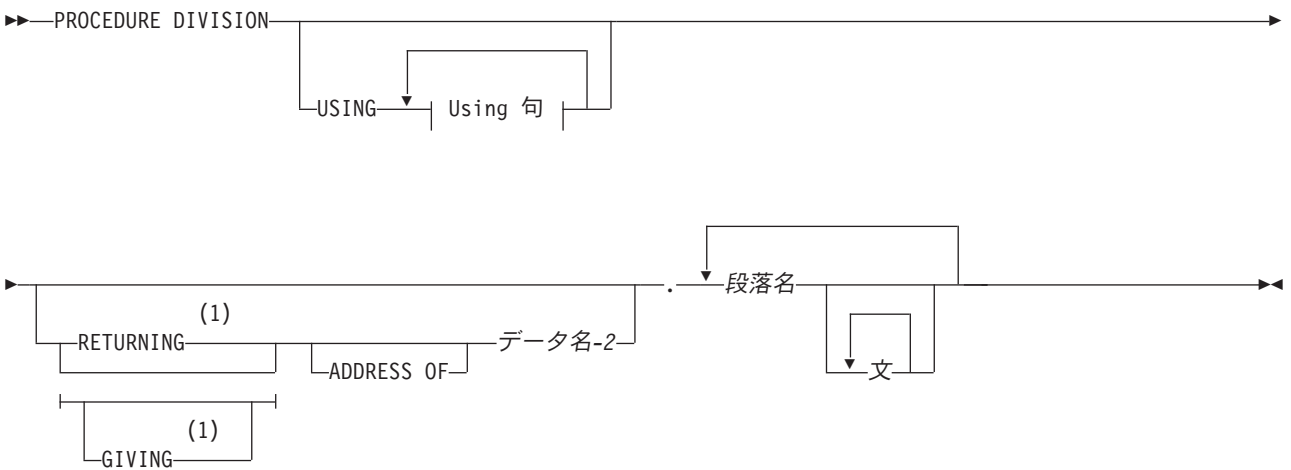 PROCEDURE DIVISION
USING Using 句
. 段落名
(1)
RETURNING データ名-2
ADDRESS OF 文
(1)
GIVING